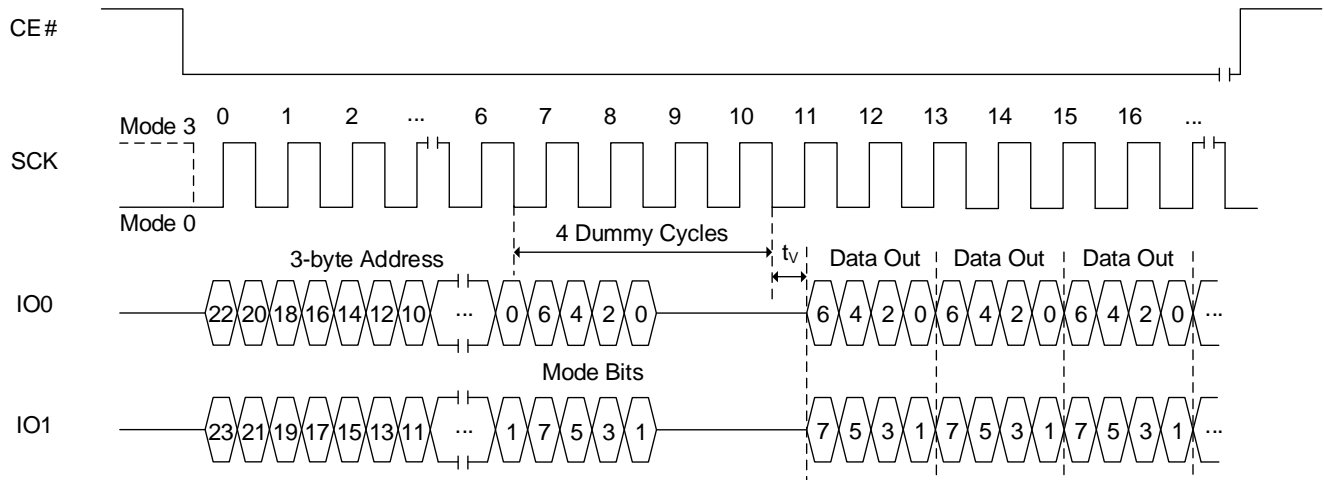 CE#
0 1 2 ... 6 7 8 9 10 11 12 13 14 15 16 ...
Mode 3
SCK
Mode 0
4 Dummy Cycles
3-byte Address
tV
Data Out Data Out Data Out
IO0
22 20 18 16 14 12 10 ... 0 6 4 2 0 6 4 2 0 6 4 2 0 6 4 2 0 ...
Mode Bits
IO1
23 21 19 17 15 13 11 ... 1 7 5 3 1 7 5 3 1 7 5 3 1 7 5 3 1 ...